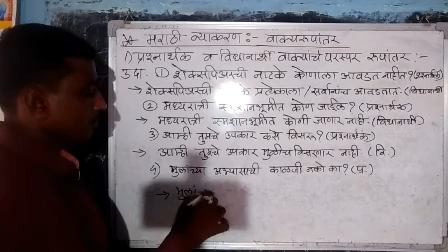 * मराठी व्याकरण:- वाक्यरूपांतर
1) प्रश्नार्थक व विधानार्थी वाक्यांचे परस्पर रूपांतर :-
उदा. (1) शेक्सपिअरची नाटके कोणाला आवडत नाहीत? (प्रश्नार्थक)
→ शेक्सपिअरची के प्रत्येकाला / सर्वांनाच आवडतात. (विधानार्थी)
(2) मध्यरात्री स्मशानभूमीत कोण जाईल? (प्रश्नार्थक)
→ मध्यरात्री स्मशानभूमीत कोणी जाणार नाही. (विधानार्थी)
3) आम्ही तुमचे उपकार कसे विसरू? (प्रश्नार्थक)
→ आम्ही तुमचे उपकार मुळीच विसरणार नाही. (वि.)
4) मुलांच्या अभ्यासाची काळजी नको का? (प्र.)
→ मुलां